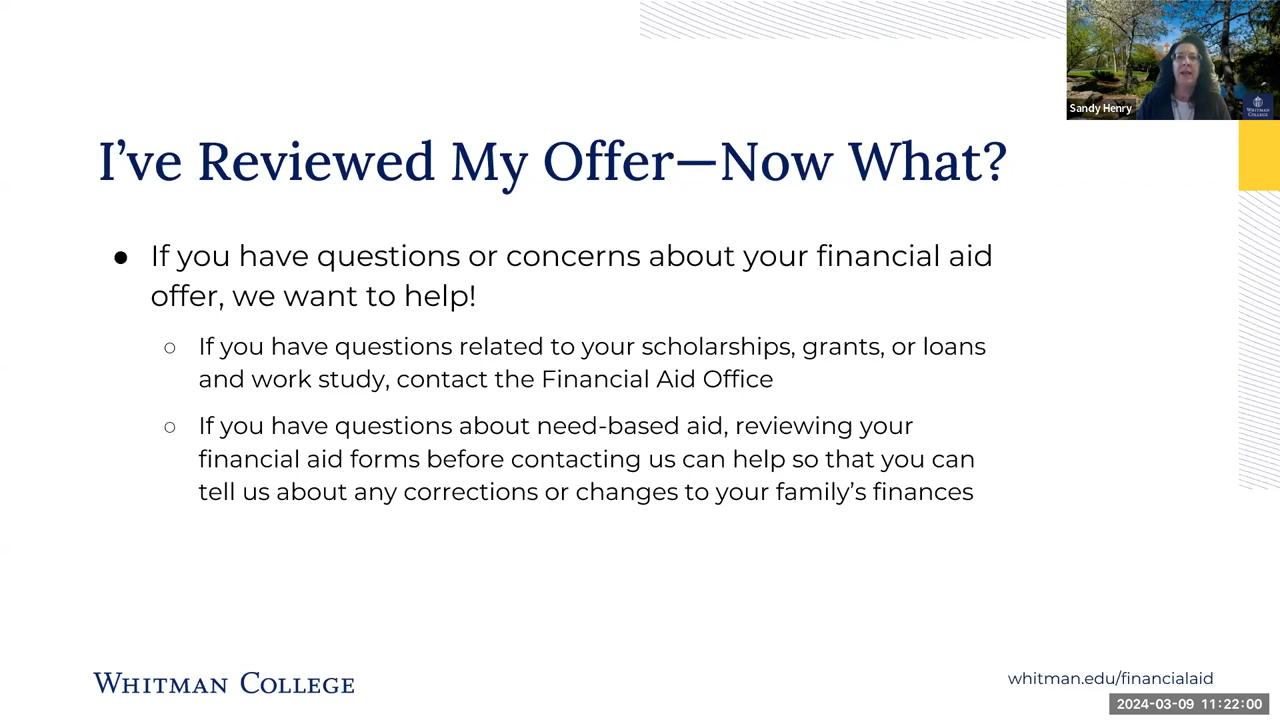 Sandy Henry
WHITMAN
COLLEGE
I've Reviewed My Offer—Now What?
● If you have questions or concerns about your financial aid
offer, we want to help!
○ If you have questions related to your scholarships, grants, or loans
and work study, contact the Financial Aid Office
○ If you have questions about need-based aid, reviewing your
financial aid forms before contacting us can help so that you can
tell us about any corrections or changes to your family's finances
WHITMAN COLLEGE
whitman.edu/financialaid
2024-03-09 11:22:00